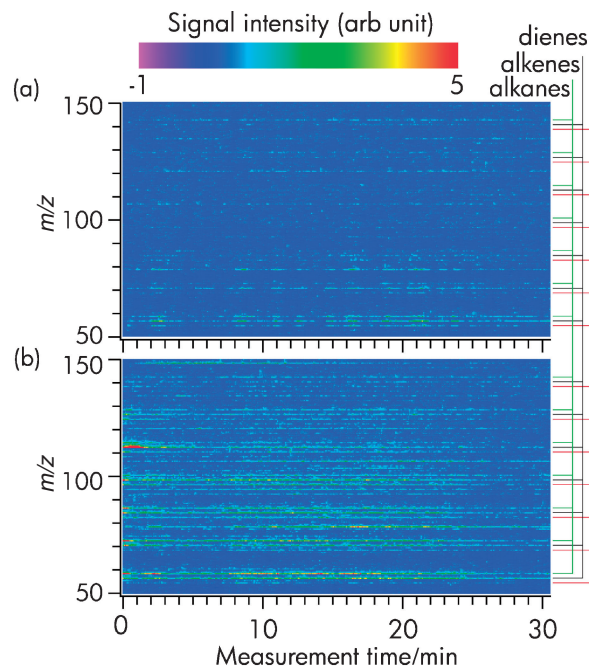 Signal intensity (arb unit)
-1 5
dienes
alkenes
alkanes
(a)
150
100
50
m/z
(b)
150
100
50
m/z
0 10 20 30
Measurement time/min